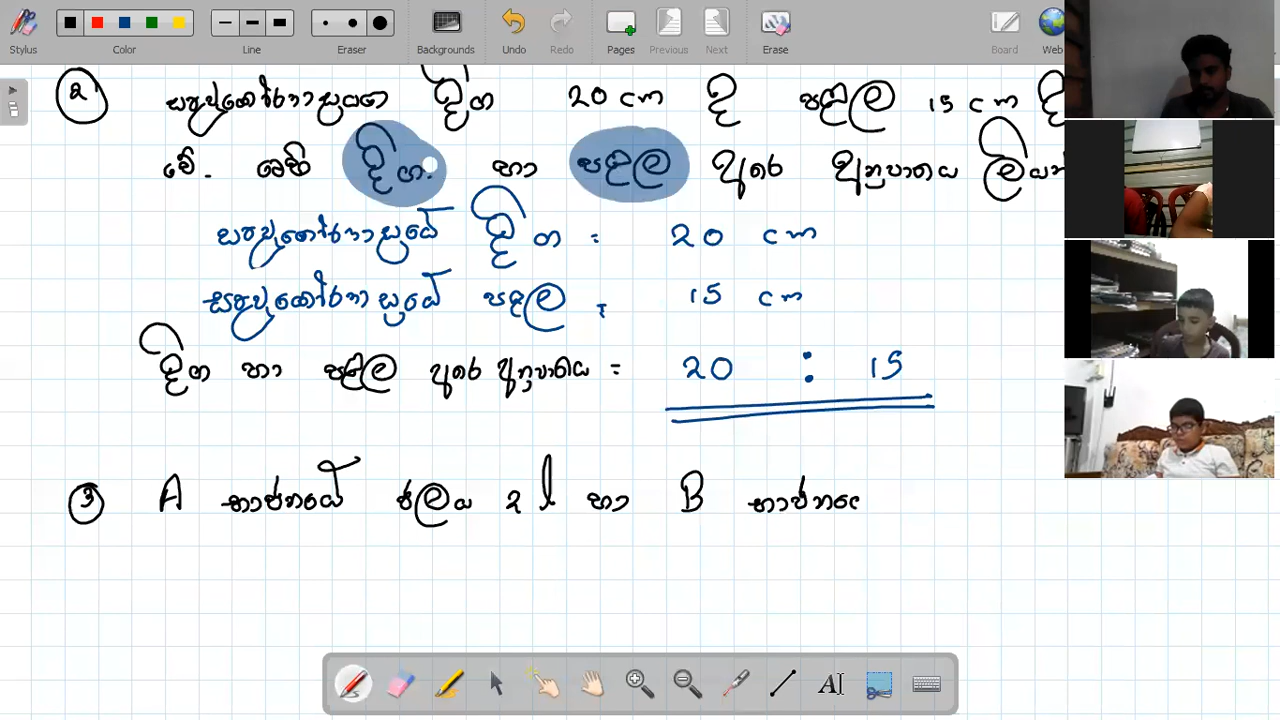 Stylus Color Line Eraser Backgrounds Undo Redo Pages Previous Next Erase Board Web
2 සෘජුකෝණාස්‍රයක දිග 20 cm ද පළල 15 cm ද
වේ. මෙහි දිග හා පළල අතර අනුපාතය ලියන්
සෘජුකෝණාස්‍රයේ දිග = 20 cm
සෘජුකෝණාස්‍රයේ පළල = 15 cm
දිග හා පළල අතර අනුපාතය = 20 : 15
3 A භාජනයේ ජලය 2 l හා B භාජනයේ